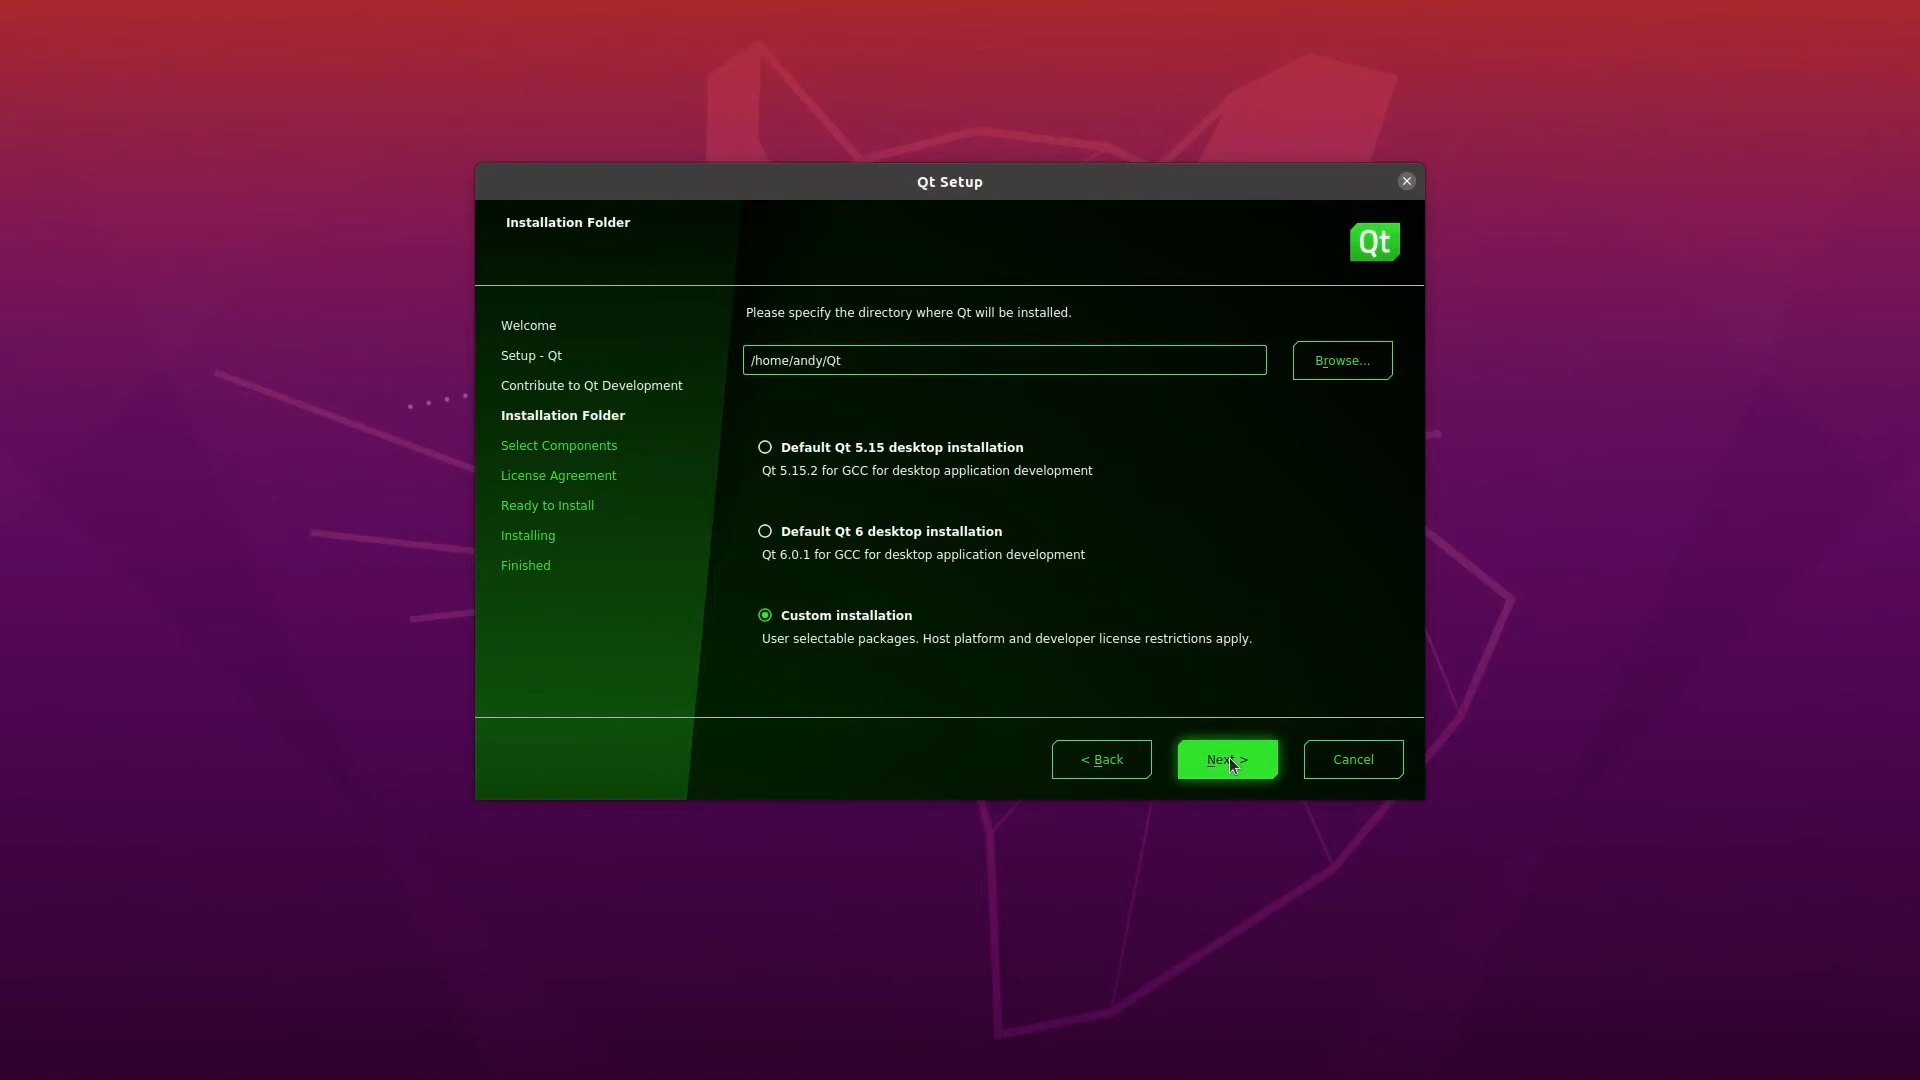 Qt Setup
Installation Folder
Qt
Welcome
Setup - Qt
Contribute to Qt Development
Installation Folder
Select Components
License Agreement
Ready to Install
Installing
Finished
Please specify the directory where Qt will be installed.
/home/andy/Qt
Browse...
Default Qt 5.15 desktop installation
Qt 5.15.2 for GCC for desktop application development
Default Qt 6 desktop installation
Qt 6.0.1 for GCC for desktop application development
Custom installation
User selectable packages. Host platform and developer license restrictions apply.
< Back
Next >
Cancel